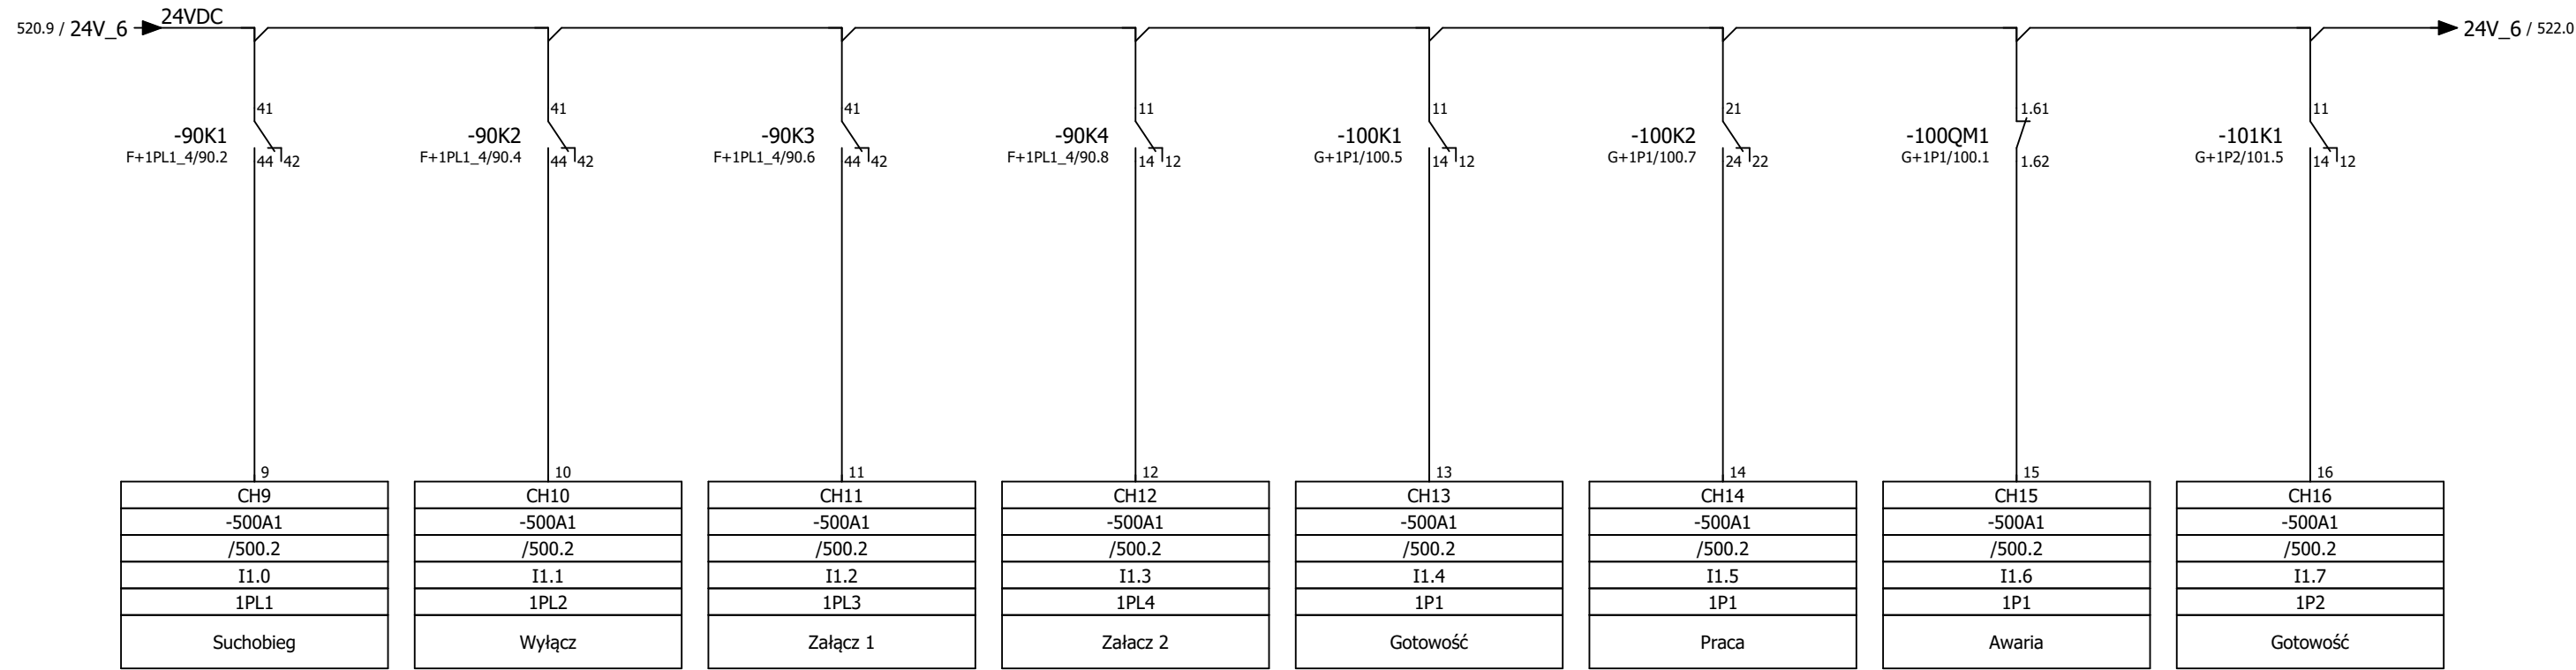 520.9 / 24V_6 24VDC 24V_6 / 522.0
41 41 41 11 11 21 1.61 11
-90K1 -90K2 -90K3 -90K4 -100K1 -100K2 -100QM1 -101K1
F+1PL1_4/90.2 F+1PL1_4/90.4 F+1PL1_4/90.6 F+1PL1_4/90.8 G+1P1/100.5 G+1P1/100.7 G+1P1/100.1 G+1P2/101.5
44 42 44 42 44 42 14 12 14 12 24 22 1.62 14 12
9 10 11 12 13 14 15 16
CH9 CH10 CH11 CH12 CH13 CH14 CH15 CH16
-500A1 -500A1 -500A1 -500A1 -500A1 -500A1 -500A1 -500A1
/500.2 /500.2 /500.2 /500.2 /500.2 /500.2 /500.2 /500.2
I1.0 I1.1 I1.2 I1.3 I1.4 I1.5 I1.6 I1.7
1PL1 1PL2 1PL3 1PL4 1P1 1P1 1P1 1P2
Suchobieg Wyłącz Załącz 1 Załacz 2 Gotowość Praca Awaria Gotowość